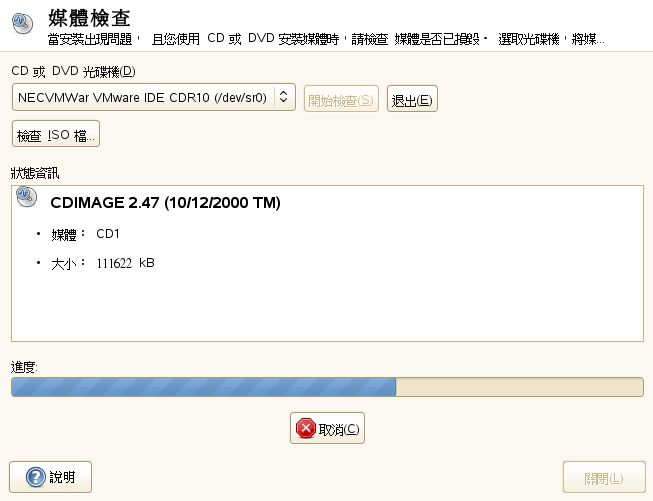 媒體檢查
當安裝出現問題，且您使用 CD 或 DVD 安裝媒體時，請檢查 媒體是否已損毀。 選取光碟機，將媒...
CD 或 DVD 光碟機(D)
NECVMWar VMware IDE CDR10 (/dev/sr0) 開始檢查(S) 退出(E)
檢查 ISO 檔...
狀態資訊
CDIMAGE 2.47 (10/12/2000 TM)
• 媒體： CD1
• 大小： 111622 kB
進度:
取消(C)
說明 關閉(L)